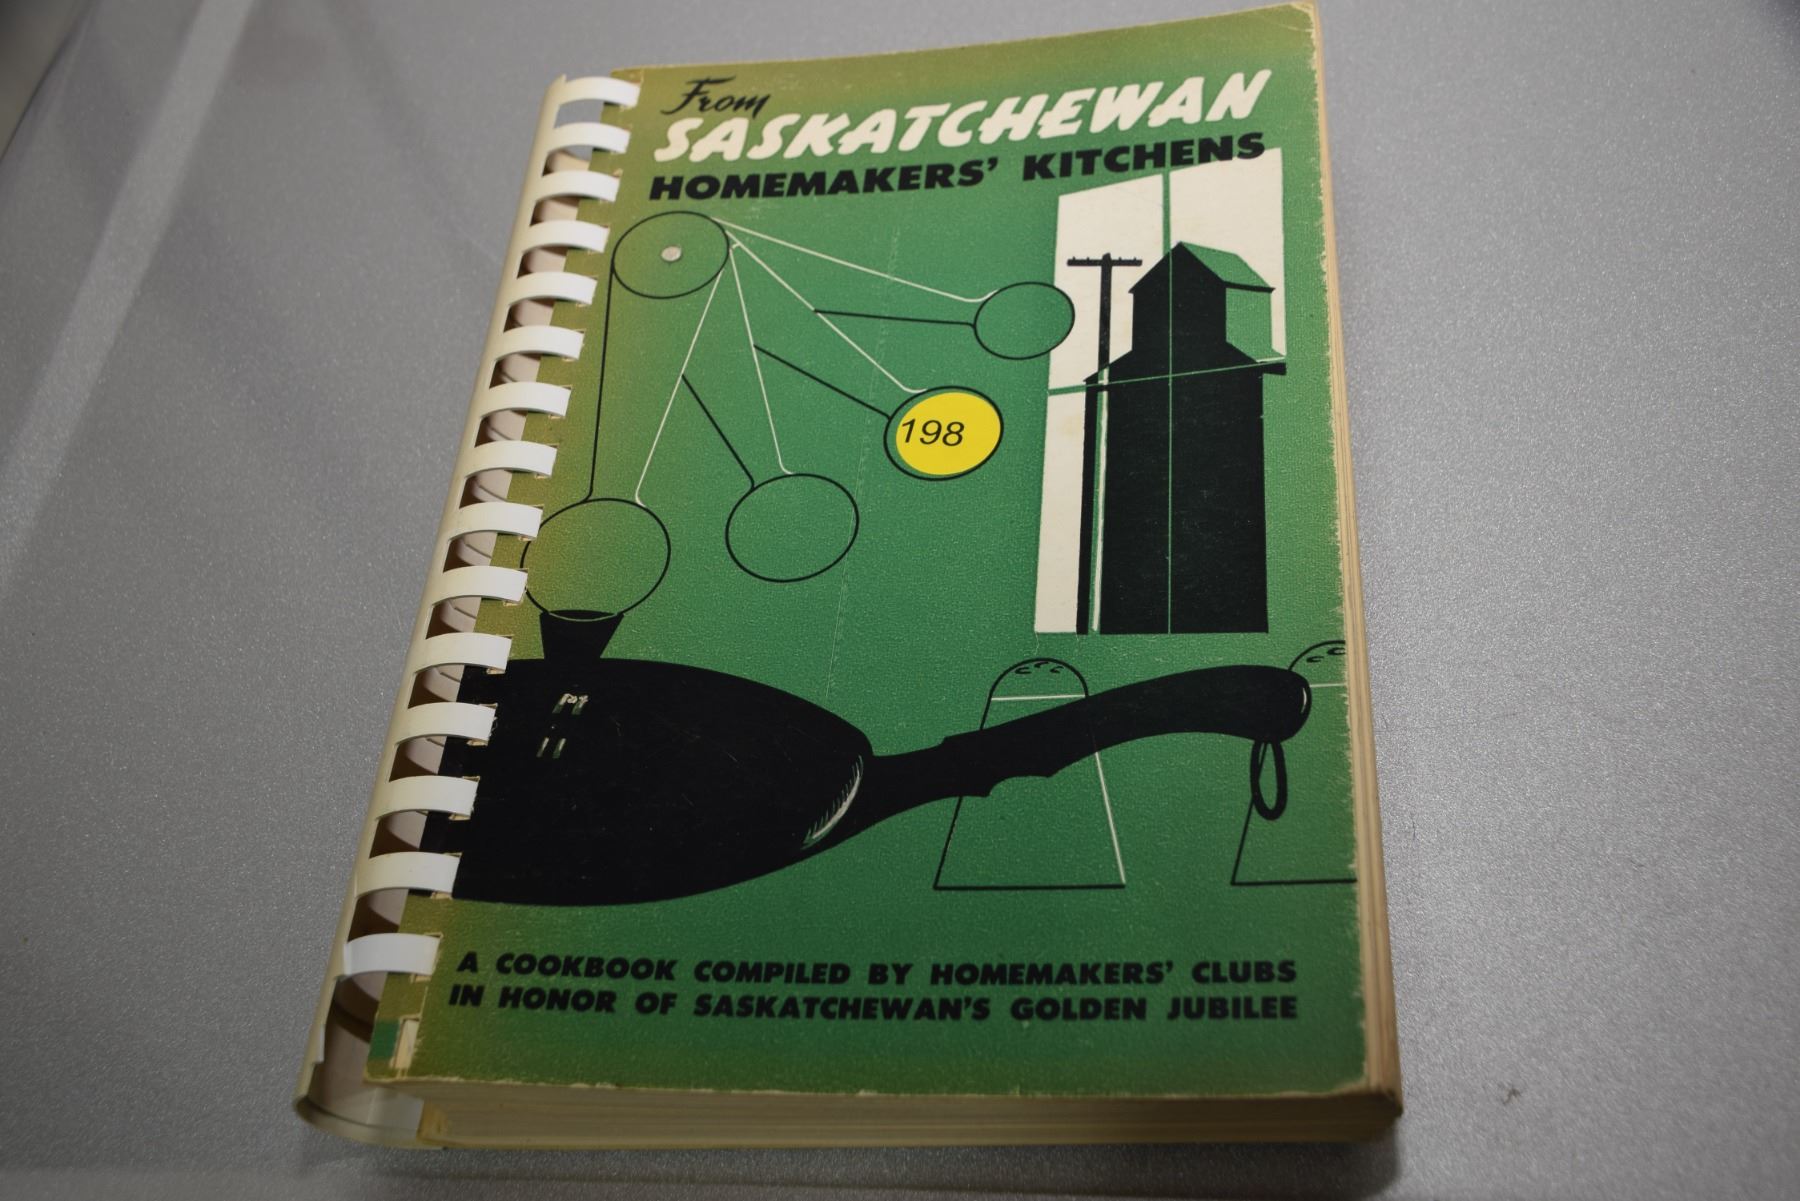 From
SASKATCHEWAN
HOMEMAKERS' KITCHENS
198
A COOKBOOK COMPILED BY HOMEMAKERS' CLUBS
IN HONOR OF SASKATCHEWAN'S GOLDEN JUBILEE